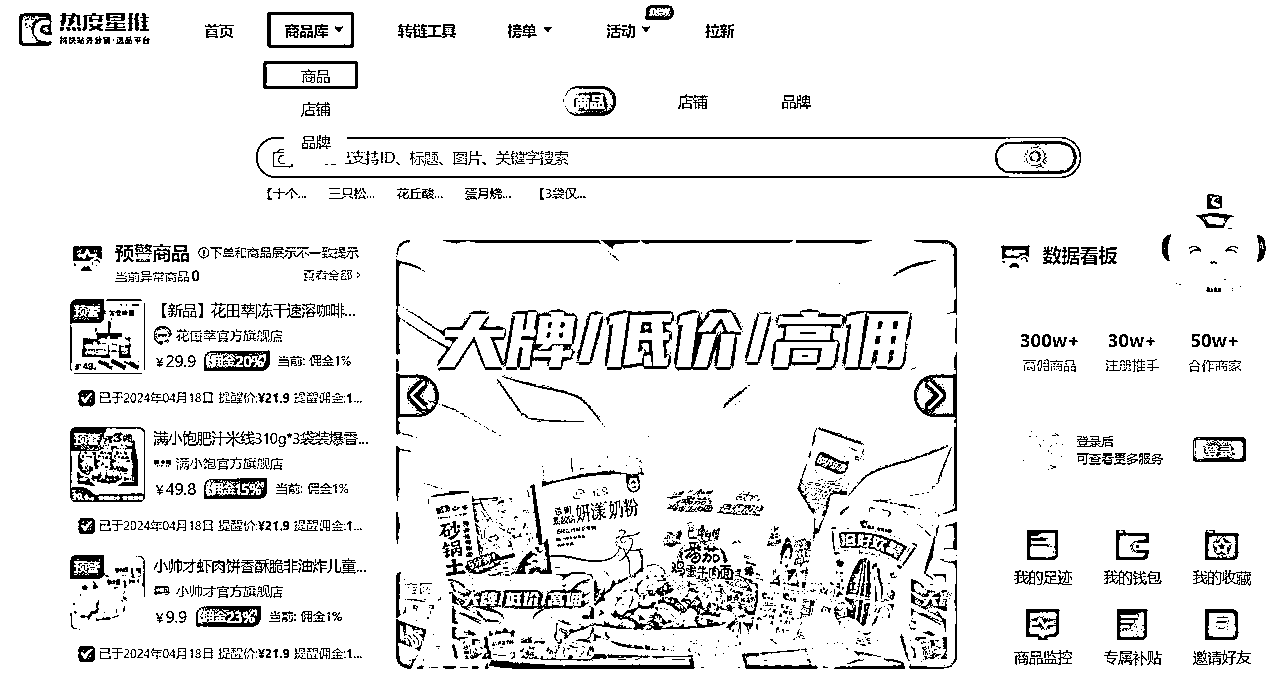 热度星推
首页 商品库 转链工具 榜单 活动 拉新
商品
店铺
品牌
商品 店铺 品牌
支持ID、标题、图片、关键字搜索
【十个... 三只松... 花丘酸... 蛋月烧... 【3袋仅...
预警商品 下单和商品展示不一致提示
当前异常商品0 查看全部 >
预警
【新品】花田萃|冻干速溶咖啡...
花田萃官方旗舰店
¥29.9 佣金20% 当前: 佣金1%
已于2024年04月18日 提醒价:¥21.9 提醒佣金:1...
预警
满小饱肥汁米线310g*3袋装爆香...
满小饱官方旗舰店
¥49.8 佣金15% 当前: 佣金1%
已于2024年04月18日 提醒价:¥21.9 提醒佣金:1...
预警
小帅才虾肉饼香酥脆非油炸儿童...
小帅才官方旗舰店
¥9.9 佣金23% 当前: 佣金1%
已于2024年04月18日 提醒价:¥21.9 提醒佣金:1...
大牌/低价/高佣
砂锅土
奶粉
番茄
鸡蛋牛肉面
大牌 低价 高佣
数据看板
300w+ 30w+ 50w+
高佣商品 注册推手 合作商家
登录后
可查看更多服务
登录
我的足迹 我的钱包 我的收藏
商品监控 专属补贴 邀请好友